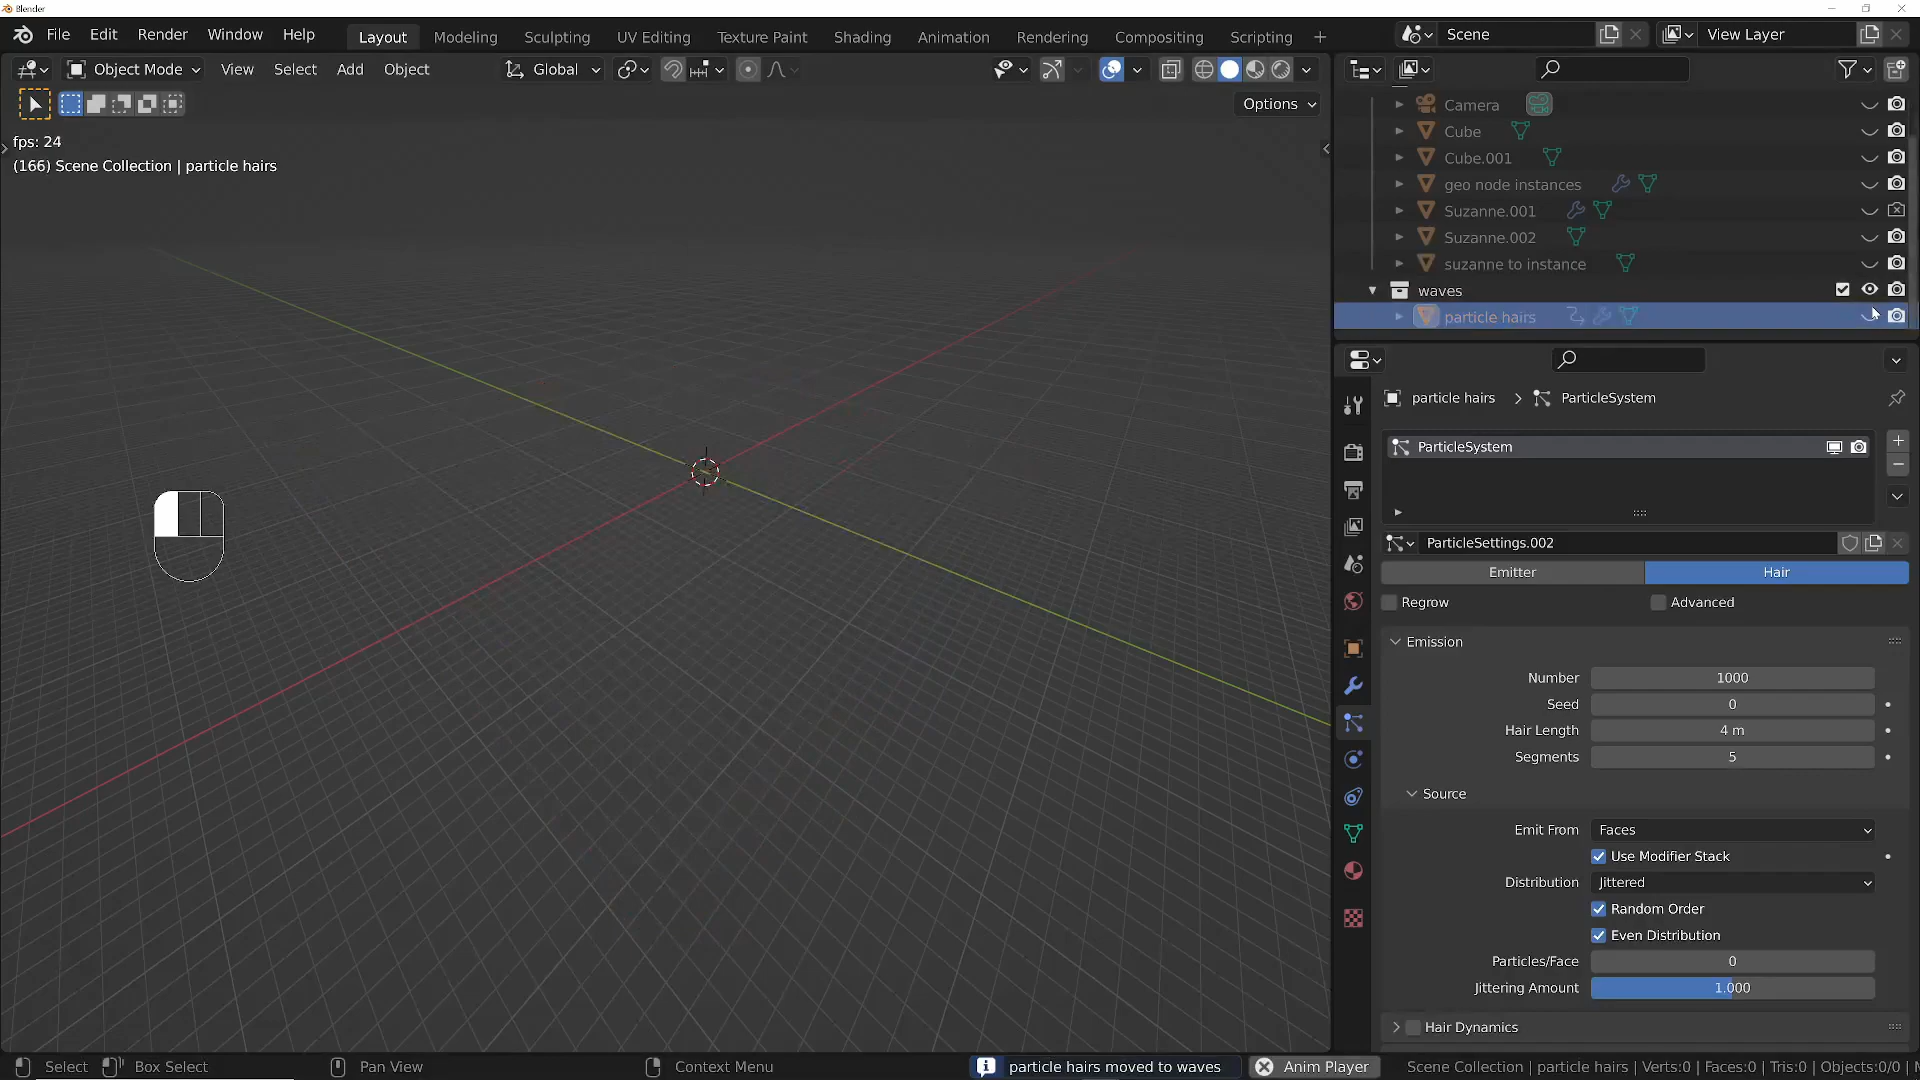 Blender
File Edit Render Window Help Layout Modeling Sculpting UV Editing Texture Paint Shading Animation Rendering Compositing Scripting + Scene View Layer
Object Mode View Select Add Object Global
Options
fps: 24
(166) Scene Collection | particle hairs
Camera
Cube
Cube.001
geo node instances
Suzanne.001
Suzanne.002
suzanne to instance
waves
particle hairs
particle hairs > ParticleSystem
ParticleSystem
ParticleSettings.002
Emitter Hair
Regrow Advanced
Emission
Number 1000
Seed 0
Hair Length 4 m
Segments 5
Source
Emit From Faces
Use Modifier Stack
Distribution Jittered
Random Order
Even Distribution
Particles/Face 0
Jittering Amount 1.000
Hair Dynamics
Select Box Select Pan View Context Menu particle hairs moved to waves Anim Player Scene Collection | particle hairs | Verts:0 | Faces:0 | Tris:0 | Objects:0/0 |